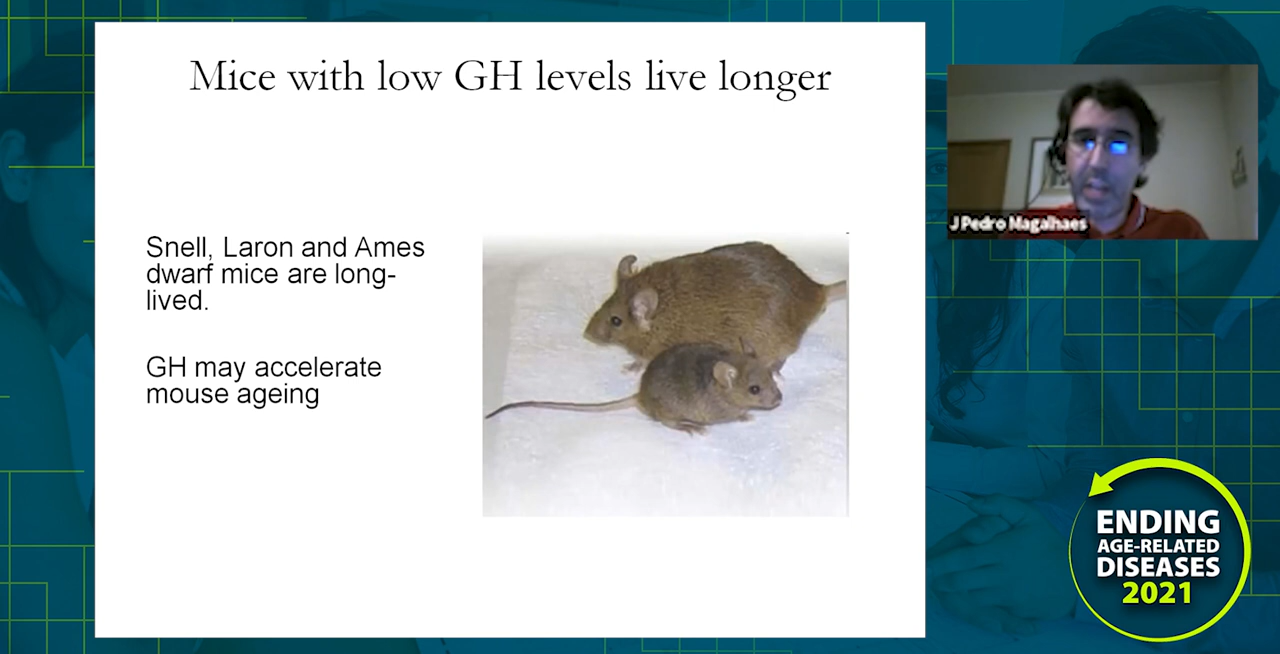 Mice with low GH levels live longer
Snell, Laron and Ames
dwarf mice are long-
lived.
GH may accelerate
mouse ageing
J Pedro Magalhaes
ENDING
AGE-RELATED
DISEASES
2021